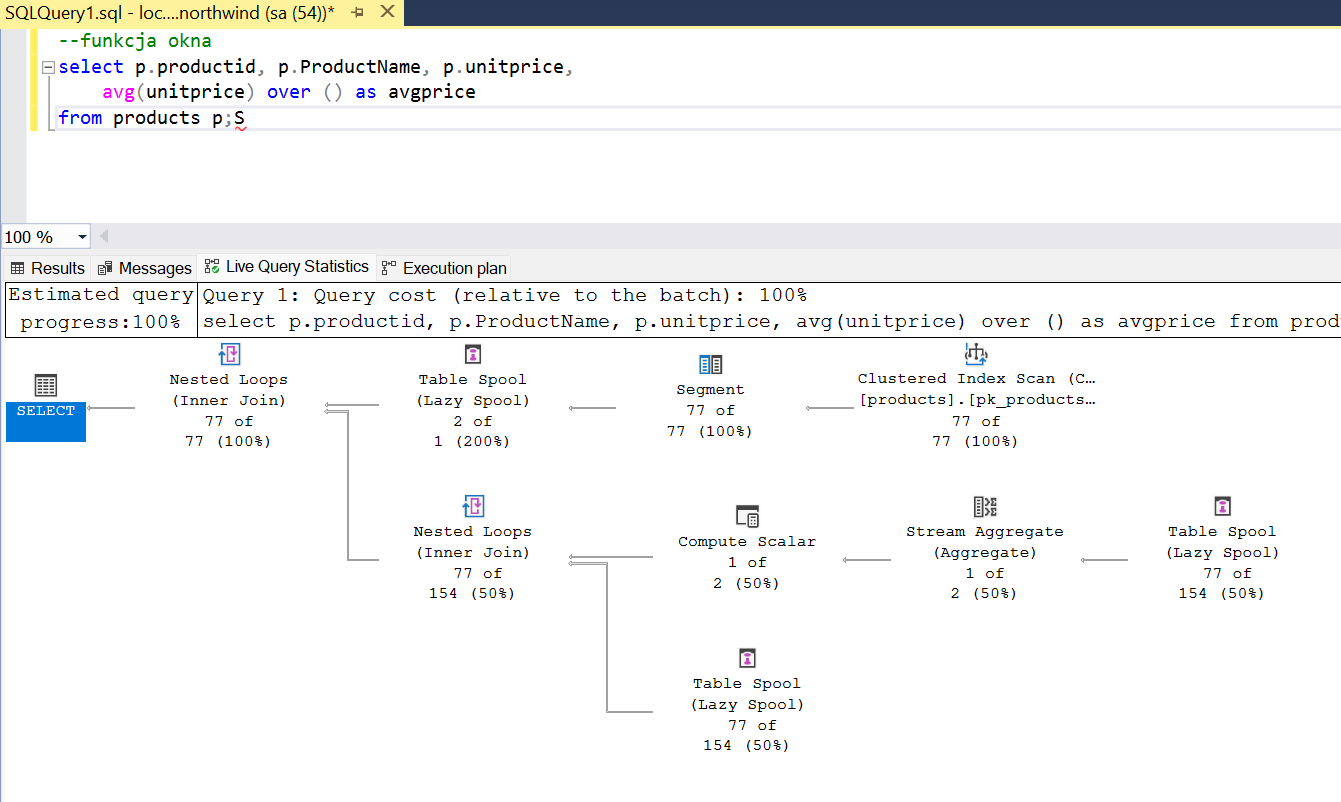 SQLQuery1.sql - loc....northwind (sa (54))*
--funkcja okna
select p.productid, p.ProductName, p.unitprice,
avg(unitprice) over () as avgprice
from products p;S
100 %
Results Messages Live Query Statistics Execution plan
Estimated query progress:100%
Query 1: Query cost (relative to the batch): 100%
select p.productid, p.ProductName, p.unitprice, avg(unitprice) over () as avgprice from prod
SELECT
Nested Loops
(Inner Join)
77 of
77 (100%)
Table Spool
(Lazy Spool)
2 of
1 (200%)
Segment
77 of
77 (100%)
Clustered Index Scan (C…
[products].[pk_products…
77 of
77 (100%)
Nested Loops
(Inner Join)
77 of
154 (50%)
Compute Scalar
1 of
2 (50%)
Stream Aggregate
(Aggregate)
1 of
2 (50%)
Table Spool
(Lazy Spool)
77 of
154 (50%)
Table Spool
(Lazy Spool)
77 of
154 (50%)